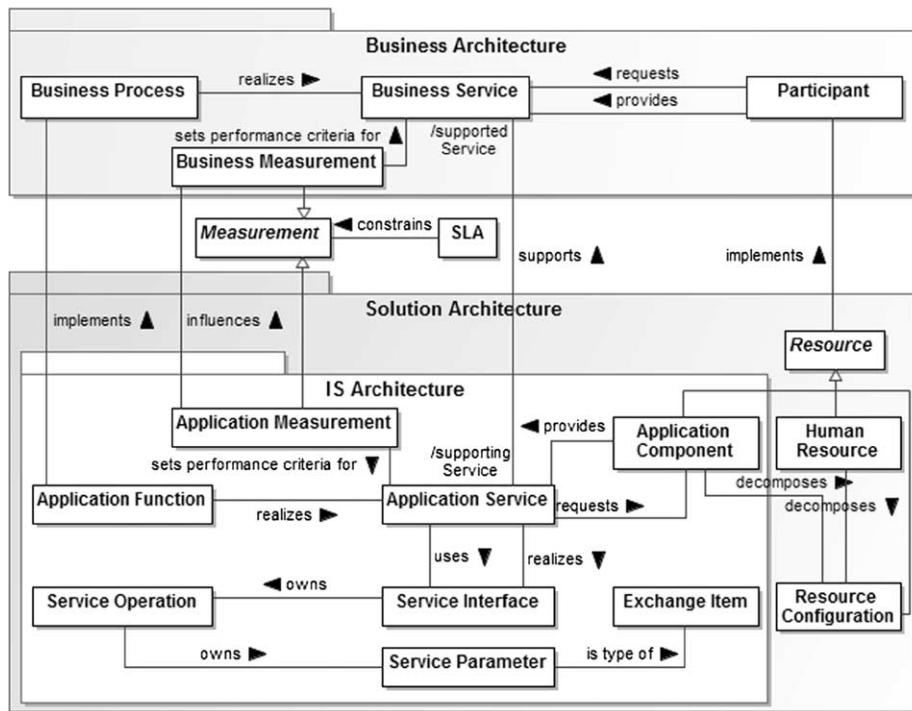 Business Architecture
realizes ►
◄ requests
Business Process
Business Service
Participant
◄ provides
sets performance criteria for ▲
/supported
Service
Business Measurement
Measurement
◄ constrains
SLA
supports ▲
implements ▲
Solution Architecture
implements ▲
influences ▲
Resource
IS Architecture
Application Measurement
◄ provides
Application
Component
Human
Resource
sets performance criteria for ▼
/supporting
Service
decomposes ►
decomposes ▼
Application Function
realizes ►
Application Service
requests ►
uses ▼
realizes ▼
◄ owns
Service Operation
Service Interface
Exchange Item
Resource
Configuration
owns ►
Service Parameter
is type of ►